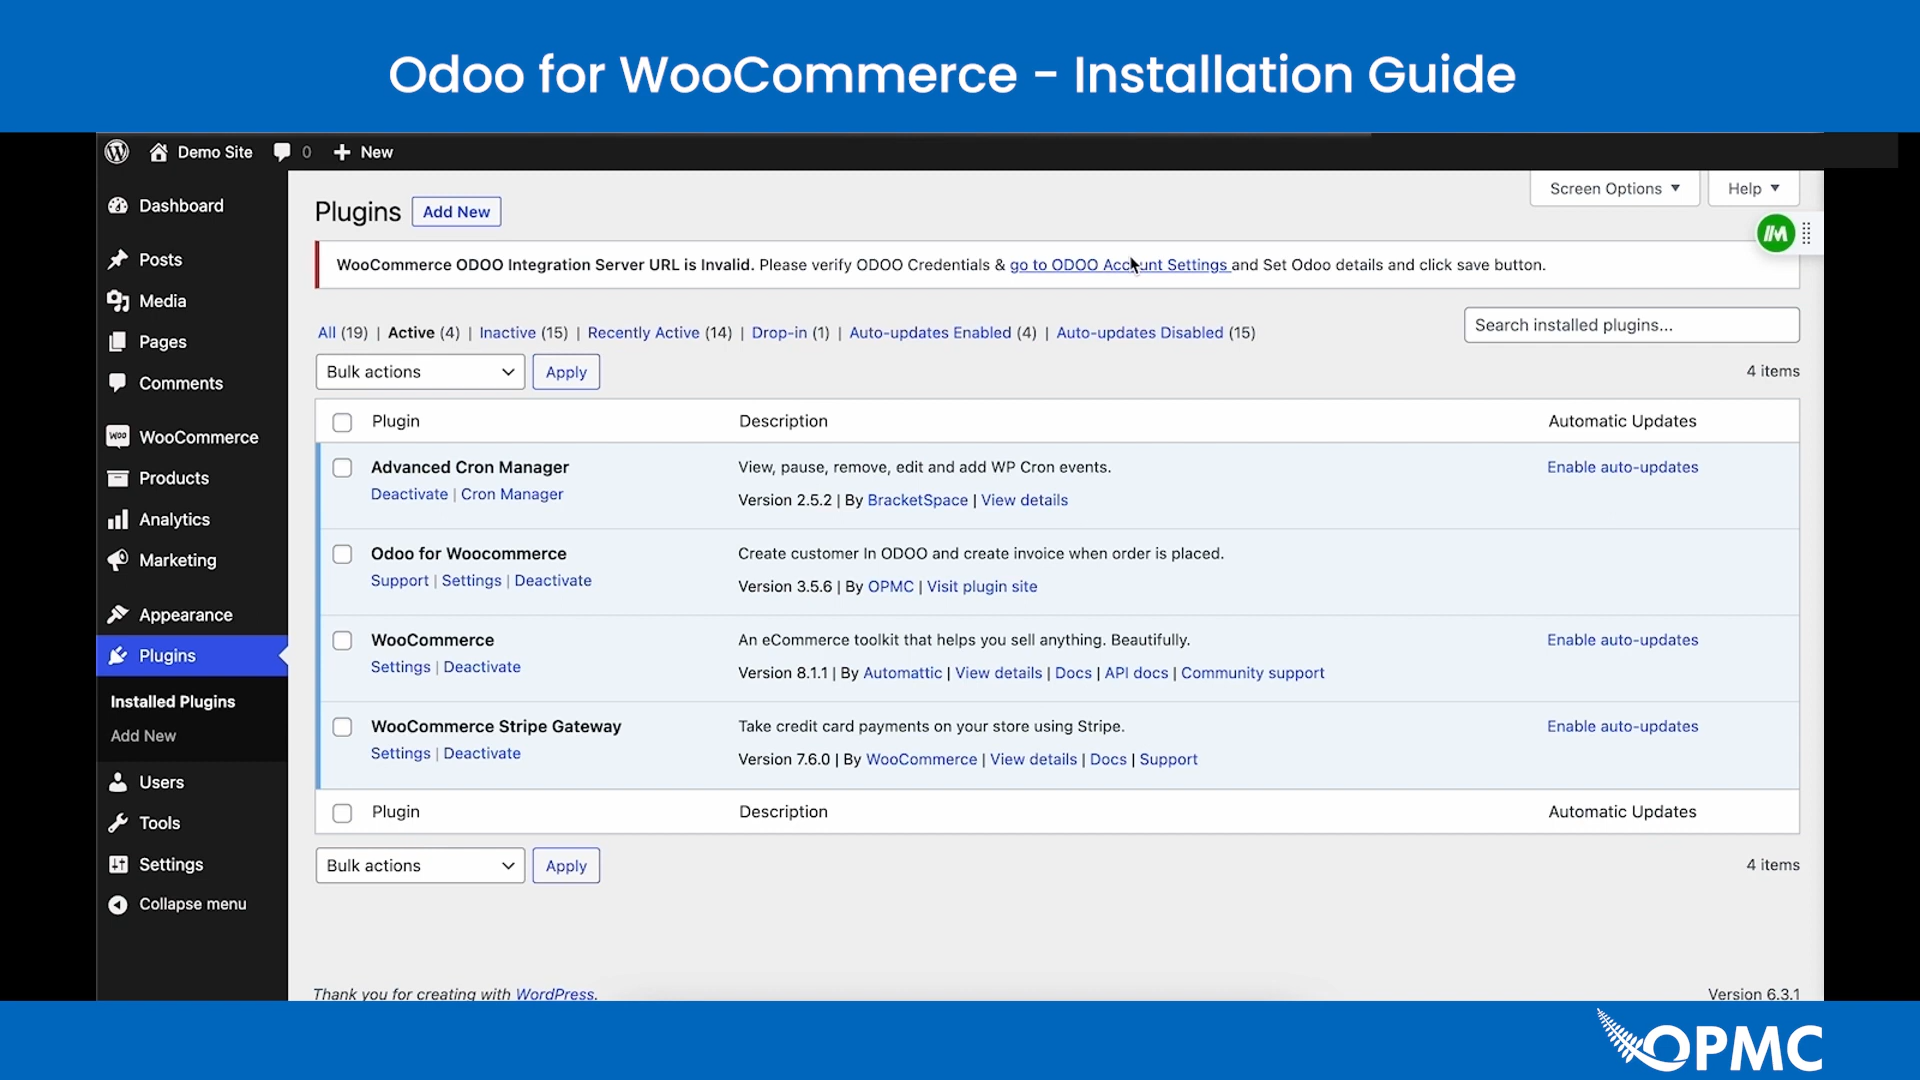 Odoo for WooCommerce - Installation Guide
Demo Site 0 New
Screen Options Help
Dashboard
Posts
Media
Pages
Comments
WooCommerce
Products
Analytics
Marketing
Appearance
Plugins
Installed Plugins
Add New
Users
Tools
Settings
Collapse menu
Plugins Add New
WooCommerce ODOO Integration Server URL is Invalid. Please verify ODOO Credentials & go to ODOO Account Settings and Set Odoo details and click save button.
All (19) | Active (4) | Inactive (15) | Recently Active (14) | Drop-in (1) | Auto-updates Enabled (4) | Auto-updates Disabled (15)
Search installed plugins...
Bulk actions Apply
4 items
Plugin Description Automatic Updates
Advanced Cron Manager
Deactivate | Cron Manager
View, pause, remove, edit and add WP Cron events.
Version 2.5.2 | By BracketSpace | View details
Enable auto-updates
Odoo for Woocommerce
Support | Settings | Deactivate
Create customer In ODOO and create invoice when order is placed.
Version 3.5.6 | By OPMC | Visit plugin site
WooCommerce
Settings | Deactivate
An eCommerce toolkit that helps you sell anything. Beautifully.
Version 8.1.1 | By Automattic | View details | Docs | API docs | Community support
Enable auto-updates
WooCommerce Stripe Gateway
Settings | Deactivate
Take credit card payments on your store using Stripe.
Version 7.6.0 | By WooCommerce | View details | Docs | Support
Enable auto-updates
Plugin Description Automatic Updates
Bulk actions Apply
4 items
Thank you for creating with WordPress.
Version 6.3.1
OPMC